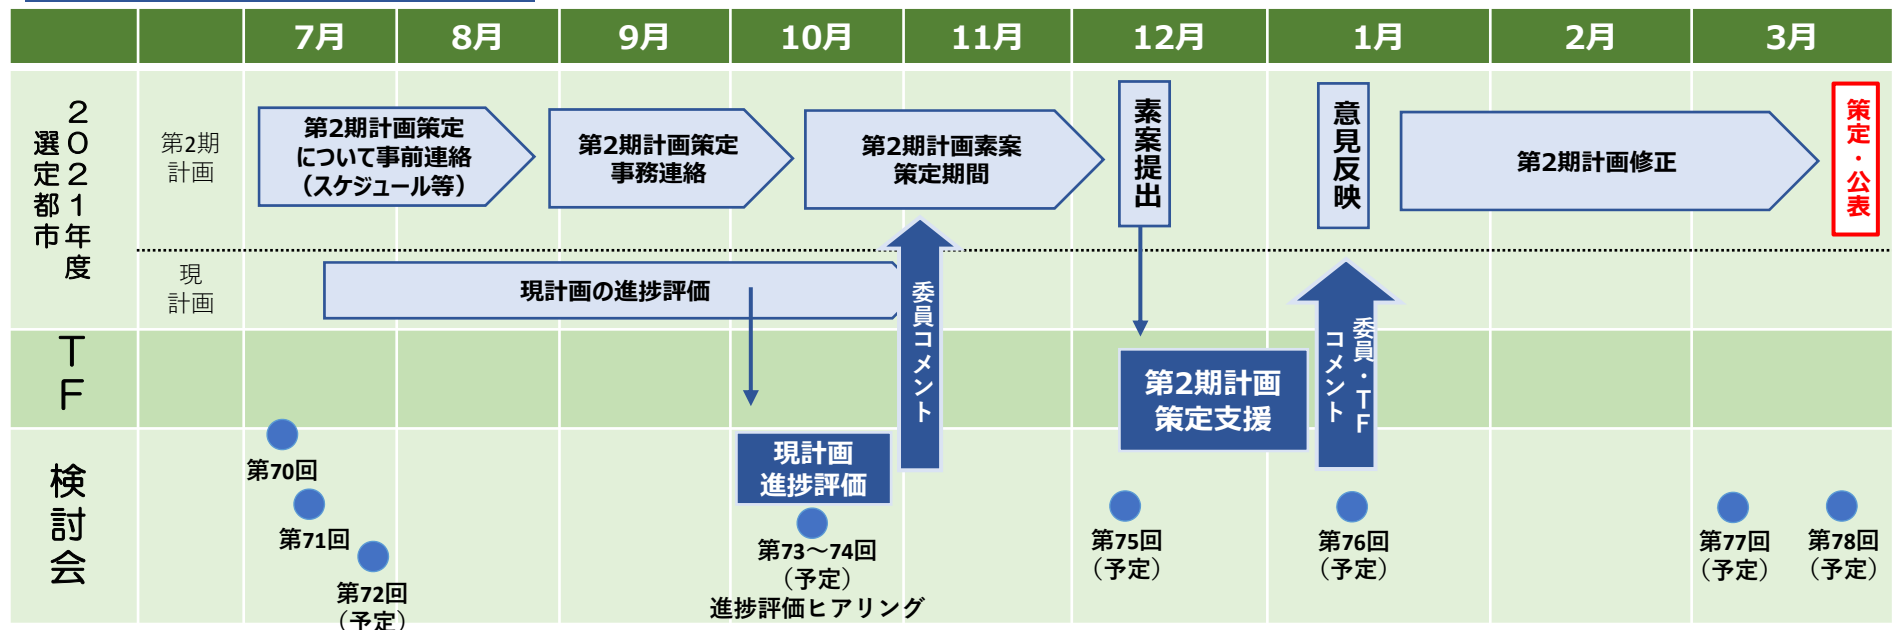 7月
8月
9月
10月
11月
12月
1月
2月
3月
2021年度
選定都市
第2期
計画
第2期計画策定
について事前連絡
（スケジュール等）
第2期計画策定
事務連絡
第2期計画素案
策定期間
素案提出
意見反映
第2期計画修正
策定・公表
現
計画
現計画の進捗評価
委員コメント
委員・TF
コメント
TF
第2期計画
策定支援
検討会
現計画
進捗評価
第70回
第71回
第72回
（予定）
第73～74回
（予定）
進捗評価ヒアリング
第75回
（予定）
第76回
（予定）
第77回
（予定）
第78回
（予定）